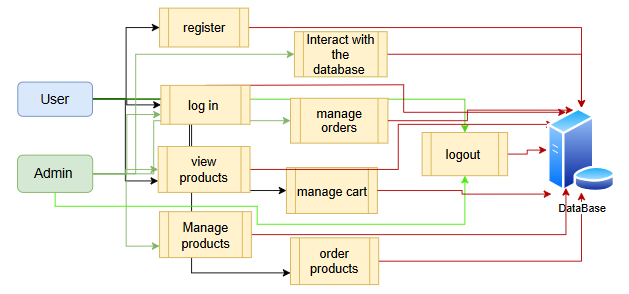 register
Interact with
the
database
User
log in
manage
orders
logout
view
products
Admin
manage cart
DataBase
Manage
products
order
products